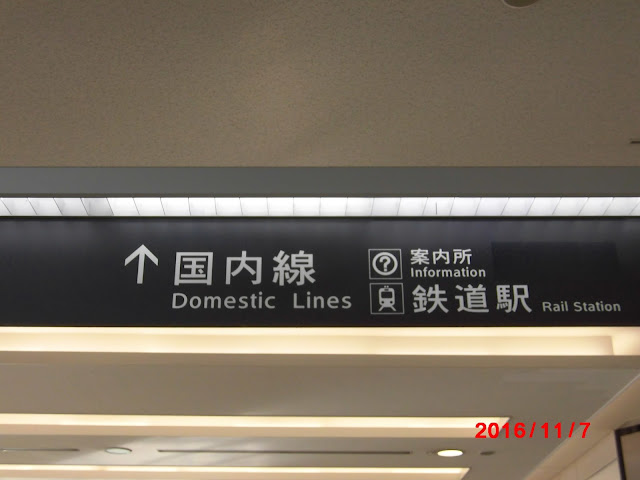 ↑ 国内線
Domestic Lines
? 案内所
Information
鉄道駅 Rail Station
2016/11/7